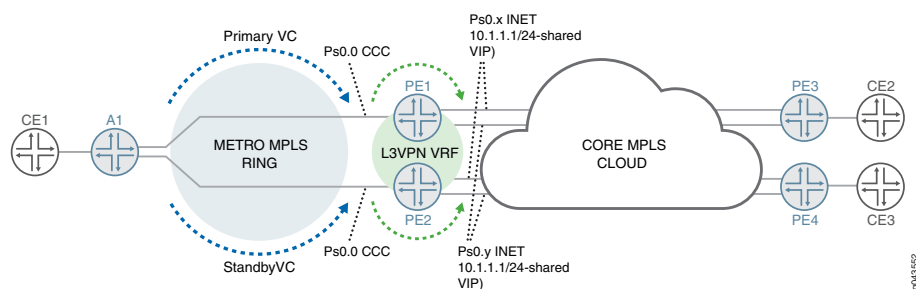 Ps0.x INET
10.1.1.1/24-shared
VIP)
Primary VC
Ps0.0 CCC
PE1
PE3
CE2
CE1
A1
METRO MPLS
RING
L3VPN VRF
CORE MPLS
CLOUD
PE2
PE4
CE3
Ps0.0 CCC
StandbyVC
Ps0.y INET
10.1.1.1/24-shared
VIP)
g043552